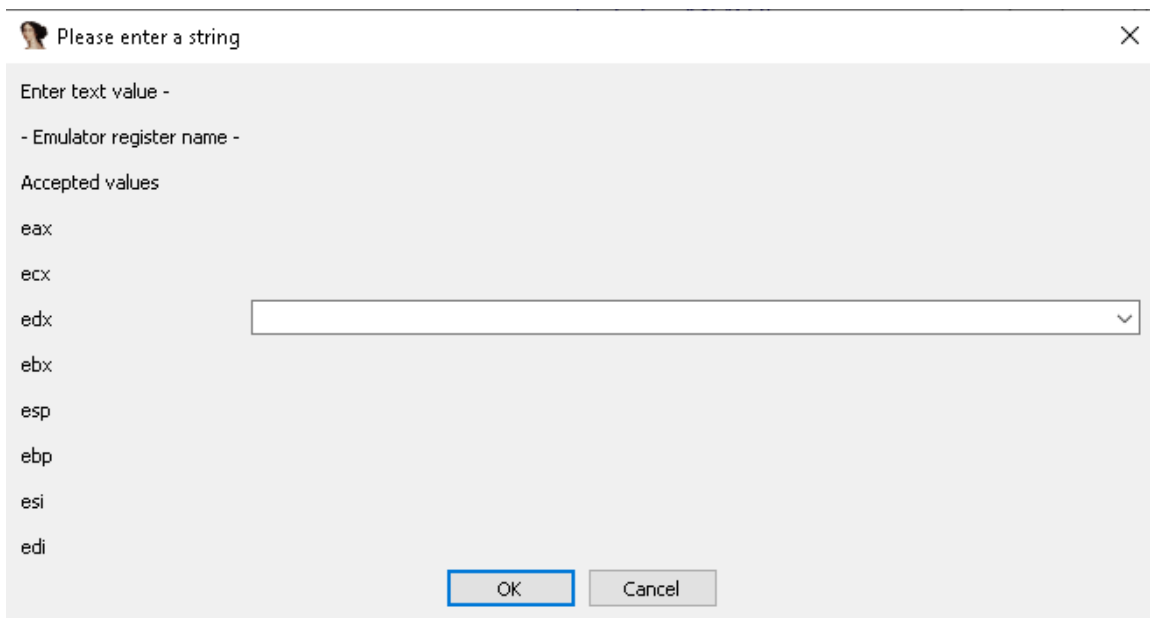 Please enter a string
Enter text value -
- Emulator register name -
Accepted values
eax
ecx
edx
ebx
esp
ebp
esi
edi
OK
Cancel